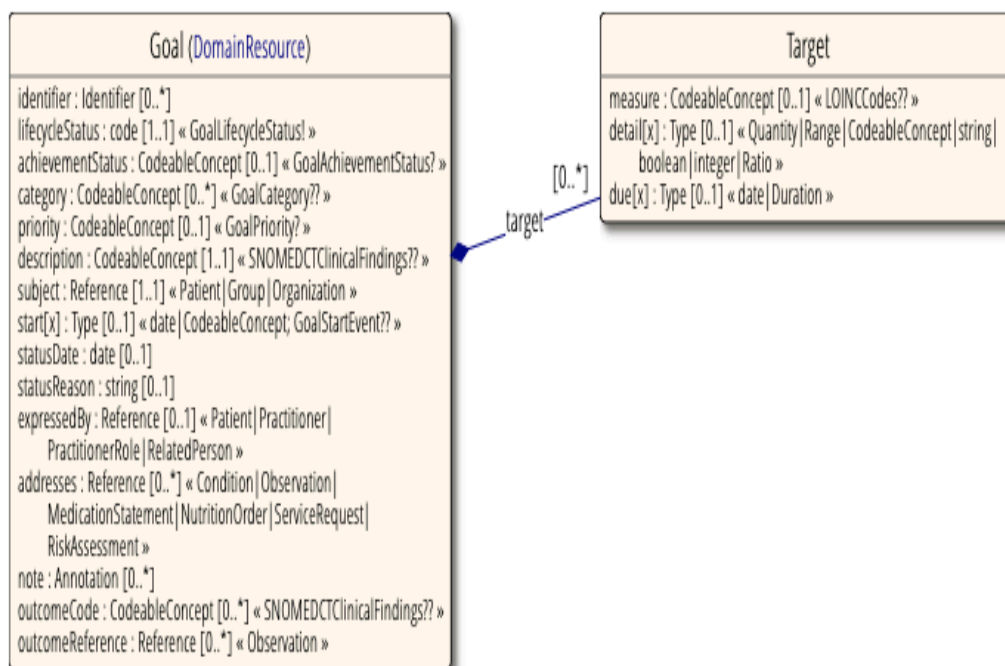 Goal (DomainResource)
identifier : Identifier [0..*]
lifecycleStatus : code [1..1] « GoalLifecycleStatus! »
achievementStatus : CodeableConcept [0..1] « GoalAchievementStatus? »
category : CodeableConcept [0..*] « GoalCategory?? »
priority : CodeableConcept [0..1] « GoalPriority? »
description : CodeableConcept [1..1] « SNOMEDCTClinicalFindings?? »
subject : Reference [1..1] « Patient|Group|Organization »
start[x] : Type [0..1] « date|CodeableConcept; GoalStartEvent?? »
statusDate : date [0..1]
statusReason : string [0..1]
expressedBy : Reference [0..1] « Patient|Practitioner|
PractitionerRole|RelatedPerson »
addresses : Reference [0..*] « Condition|Observation|
MedicationStatement|NutritionOrder|ServiceRequest|
RiskAssessment »
note : Annotation [0..*]
outcomeCode : CodeableConcept [0..*] « SNOMEDCTClinicalFindings?? »
outcomeReference : Reference [0..*] « Observation »
target
[0..*]
Target
measure : CodeableConcept [0..1] « LOINCCodes?? »
detail[x] : Type [0..1] « Quantity|Range|CodeableConcept|string|
boolean|integer|Ratio »
due[x] : Type [0..1] « date|Duration »